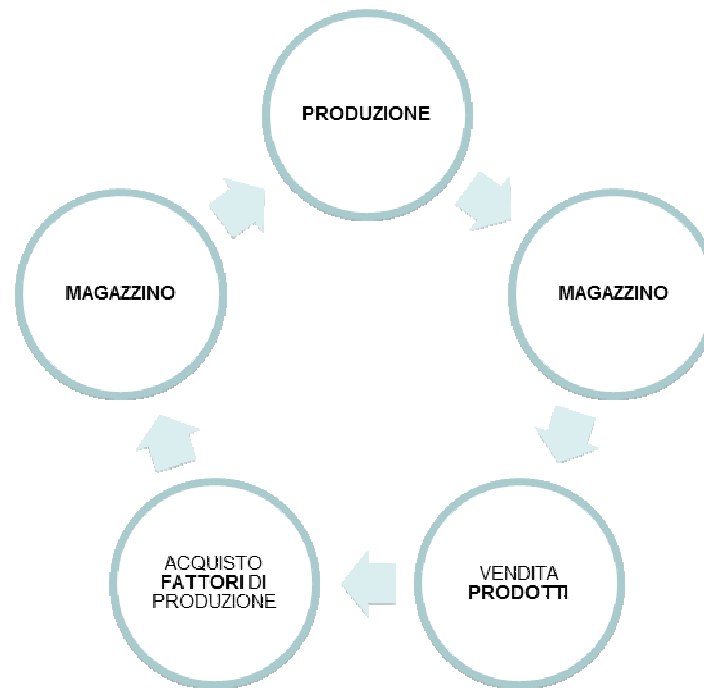 PRODUZIONE
MAGAZZINO
MAGAZZINO
ACQUISTO
FATTORI DI
PRODUZIONE
VENDITA
PRODOTTI